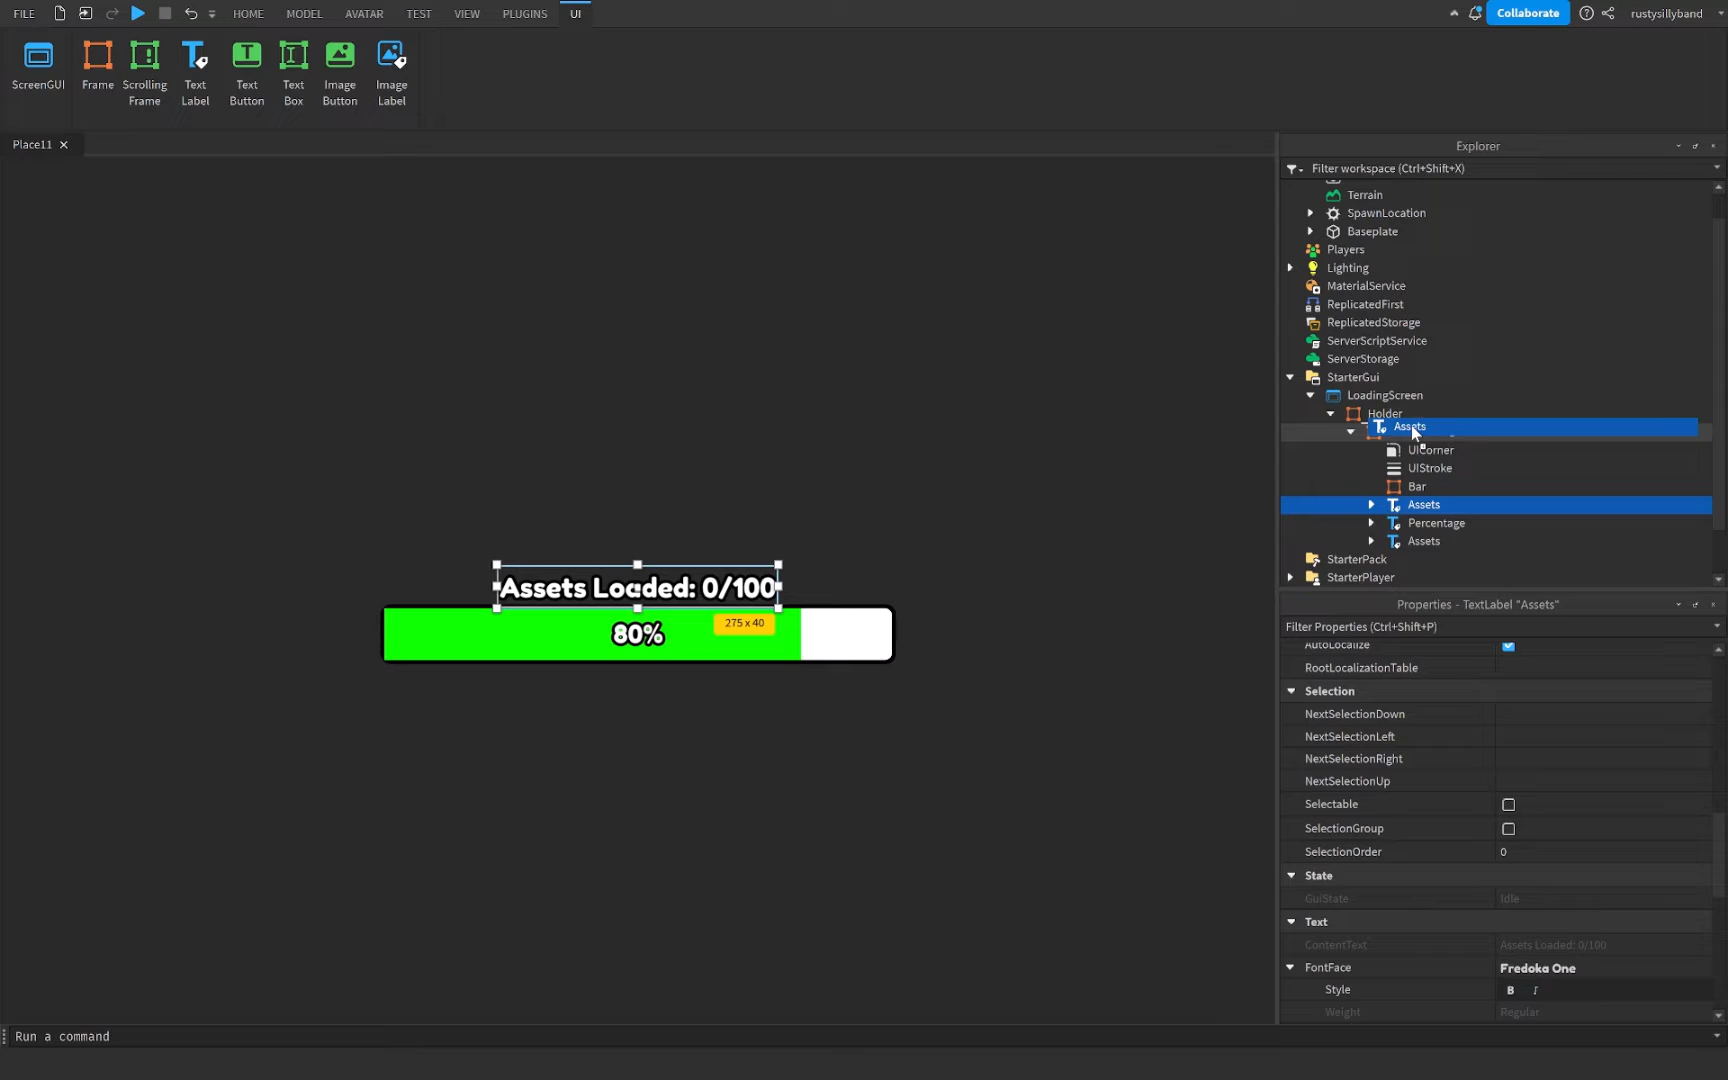 FILE HOME MODEL AVATAR TEST VIEW PLUGINS UI Collaborate rustysillyband
ScreenGUI Frame Scrolling Frame Text Label Text Button Text Box Image Button Image Label
Place11
Explorer
Filter workspace (Ctrl+Shift+X)
Terrain
SpawnLocation
Baseplate
Players
Lighting
MaterialService
ReplicatedFirst
ReplicatedStorage
ServerScriptService
ServerStorage
StarterGui
LoadingScreen
Holder
Assets
UICorner
UIStroke
Bar
Assets
Percentage
Assets
StarterPack
StarterPlayer
Assets Loaded: 0/100
275 x 40
80%
Properties - TextLabel "Assets"
Filter Properties (Ctrl+Shift+P)
AutoLocalize
RootLocalizationTable
Selection
NextSelectionDown
NextSelectionLeft
NextSelectionRight
NextSelectionUp
Selectable
SelectionGroup
SelectionOrder 0
State
GuiState Idle
Text
ContentText Assets Loaded: 0/100
FontFace Fredoka One
Style B I
Weight Regular
Run a command